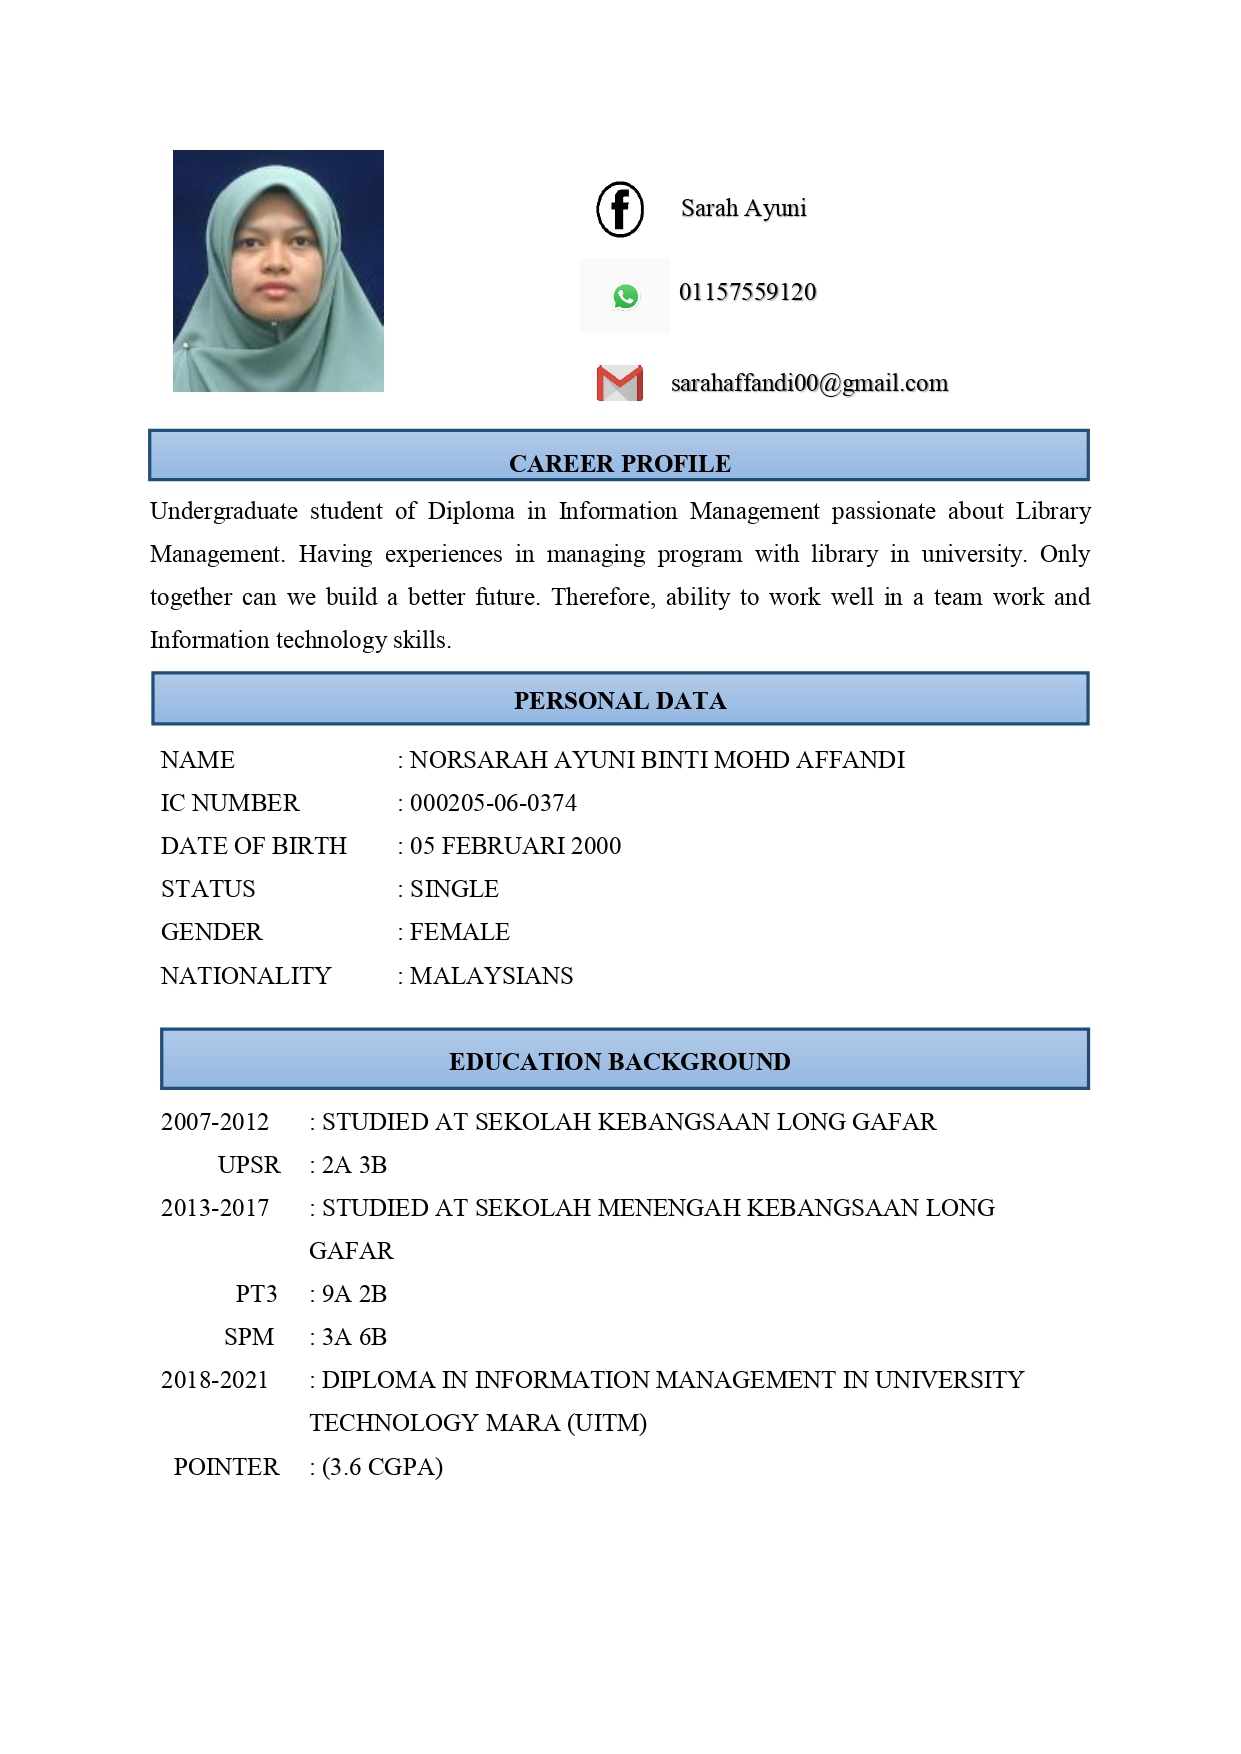 Sarah Ayuni
01157559120
sarahaffandi00@gmail.com
CAREER PROFILE
Undergraduate student of Diploma in Information Management passionate about Library
Management. Having experiences in managing program with library in university. Only
together can we build a better future. Therefore, ability to work well in a team work and
Information technology skills.
PERSONAL DATA
NAME : NORSARAH AYUNI BINTI MOHD AFFANDI
IC NUMBER : 000205-06-0374
DATE OF BIRTH : 05 FEBRUARI 2000
STATUS : SINGLE
GENDER : FEMALE
NATIONALITY : MALAYSIANS
EDUCATION BACKGROUND
2007-2012 : STUDIED AT SEKOLAH KEBANGSAAN LONG GAFAR
UPSR : 2A 3B
2013-2017 : STUDIED AT SEKOLAH MENENGAH KEBANGSAAN LONG
GAFAR
PT3 : 9A 2B
SPM : 3A 6B
2018-2021 : DIPLOMA IN INFORMATION MANAGEMENT IN UNIVERSITY
TECHNOLOGY MARA (UITM)
POINTER : (3.6 CGPA)